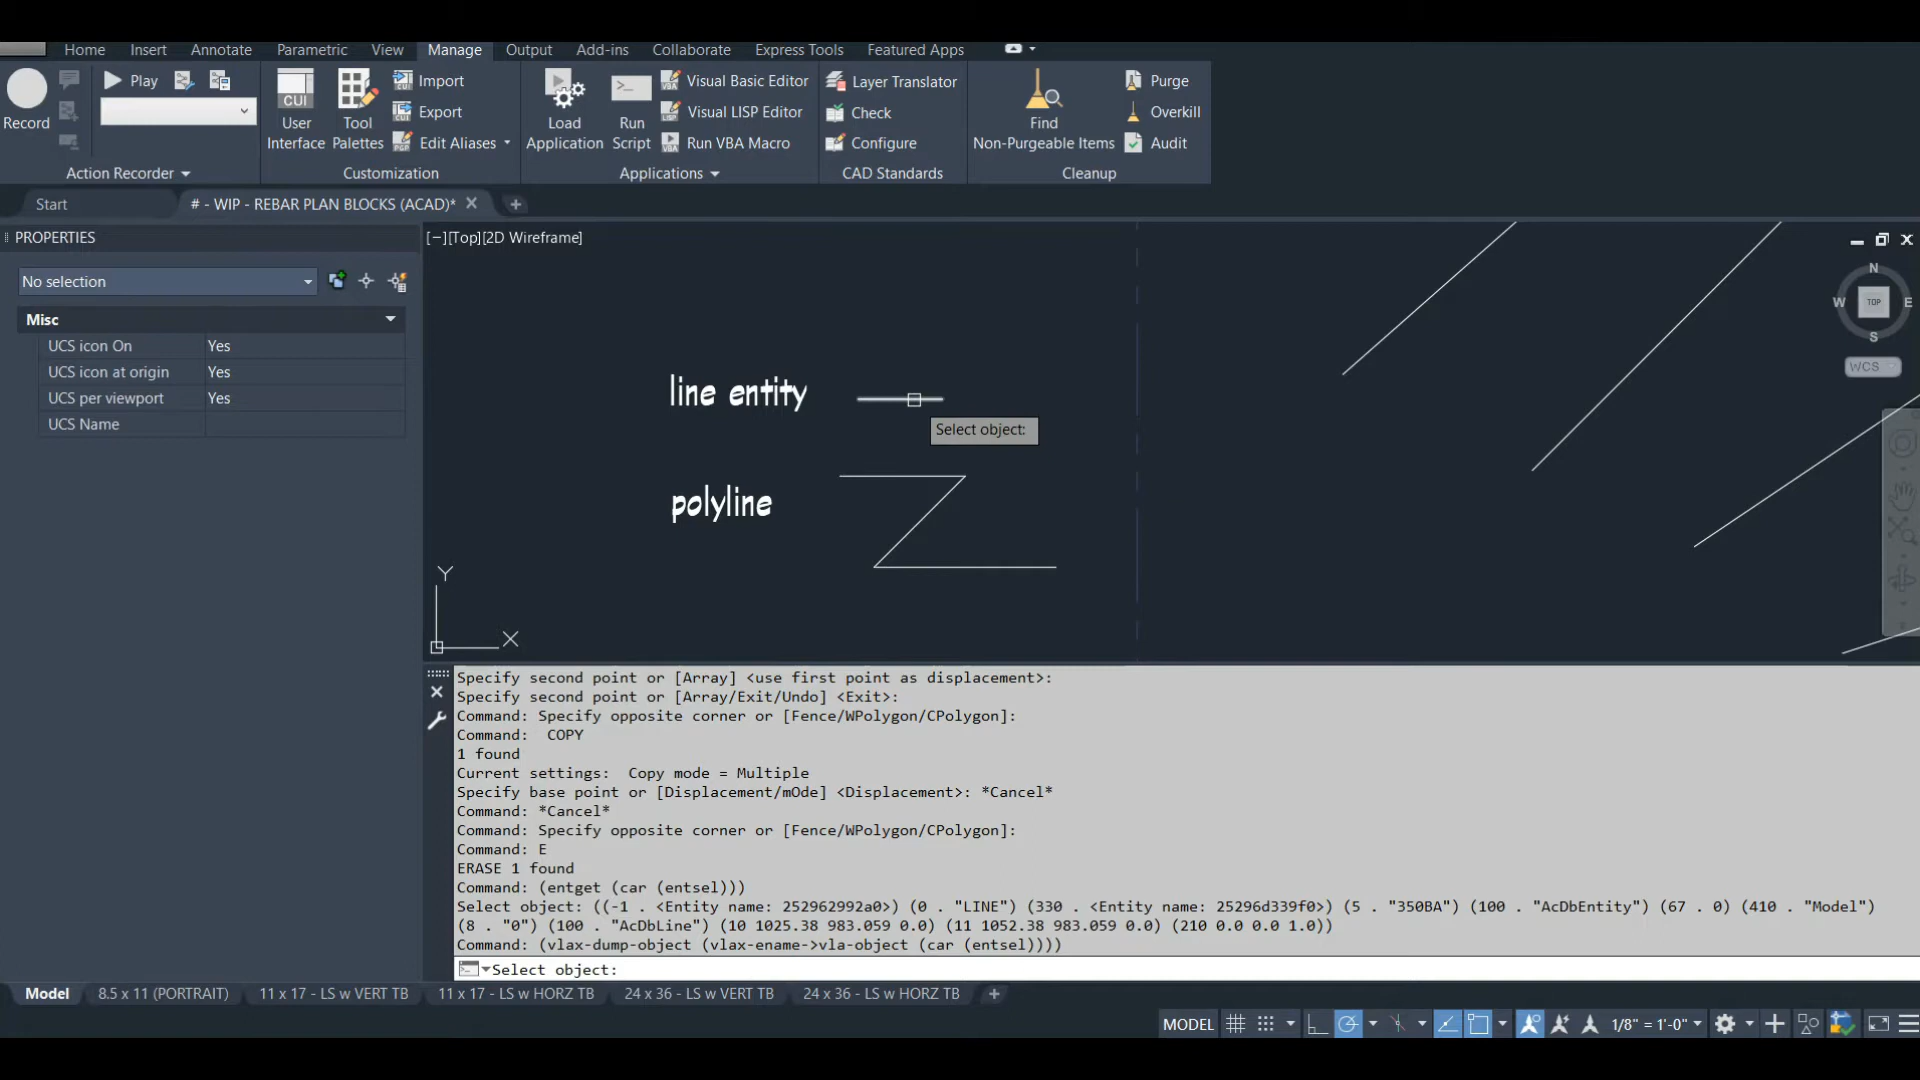 Home Insert Annotate Parametric View Manage Output Add-ins Collaborate Express Tools Featured Apps
Play Import Visual Basic Editor Layer Translator Purge
CUI Export Visual LISP Editor Check Overkill
Record User Interface Tool Palettes Edit Aliases Load Application Run Script Run VBA Macro Configure Find Non-Purgeable Items Audit
Action Recorder Customization Applications CAD Standards Cleanup
Start # - WIP - REBAR PLAN BLOCKS (ACAD)*
PROPERTIES
No selection
Misc
UCS icon On Yes
UCS icon at origin Yes
UCS per viewport Yes
UCS Name
[−][Top][2D Wireframe]
N
W TOP E
S
WCS
line entity
Select object:
polyline
Y
X
Specify second point or [Array] <use first point as displacement>:
Specify second point or [Array/Exit/Undo] <Exit>:
Command: Specify opposite corner or [Fence/WPolygon/CPolygon]:
Command:  COPY
1 found
Current settings:  Copy mode = Multiple
Specify base point or [Displacement/mOde] <Displacement>: *Cancel*
Command: *Cancel*
Command: Specify opposite corner or [Fence/WPolygon/CPolygon]:
Command: E
ERASE 1 found
Command: (entget (car (entsel)))
Select object: ((-1 . <Entity name: 252962992a0>) (0 . "LINE") (330 . <Entity name: 25296d339f0>) (5 . "350BA") (100 . "AcDbEntity") (67 . 0) (410 . "Model")
(8 . "0") (100 . "AcDbLine") (10 1025.38 983.059 0.0) (11 1052.38 983.059 0.0) (210 0.0 0.0 1.0))
Command: (vlax-dump-object (vlax-ename->vla-object (car (entsel))))
Select object:
Model 8.5 x 11 (PORTRAIT) 11 x 17 - LS w VERT TB 11 x 17 - LS w HORZ TB 24 x 36 - LS w VERT TB 24 x 36 - LS w HORZ TB
MODEL 1/8" = 1'-0"